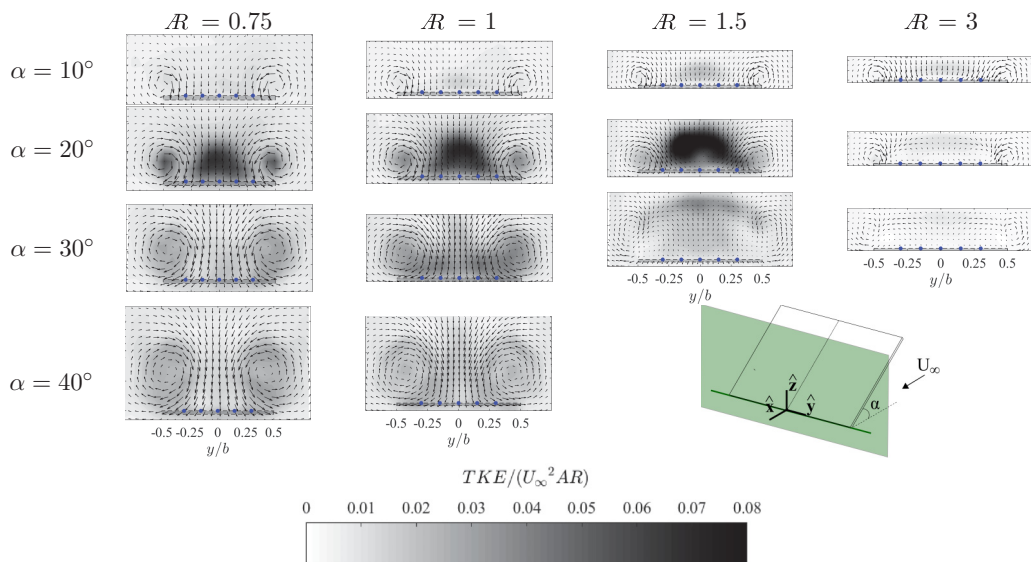 Æ = 0.75 Æ = 1 Æ = 1.5 Æ = 3
α = 10°
α = 20°
α = 30°
-0.5 -0.25 0 0.25 0.5 -0.5 -0.25 0 0.25 0.5
y/b y/b
α = 40°
-0.5 -0.25 0 0.25 0.5 -0.5 -0.25 0 0.25 0.5
y/b y/b
ẑ
x̂ ŷ
α
U∞
TKE/(U∞²AR)
0 0.01 0.02 0.03 0.04 0.05 0.06 0.07 0.08